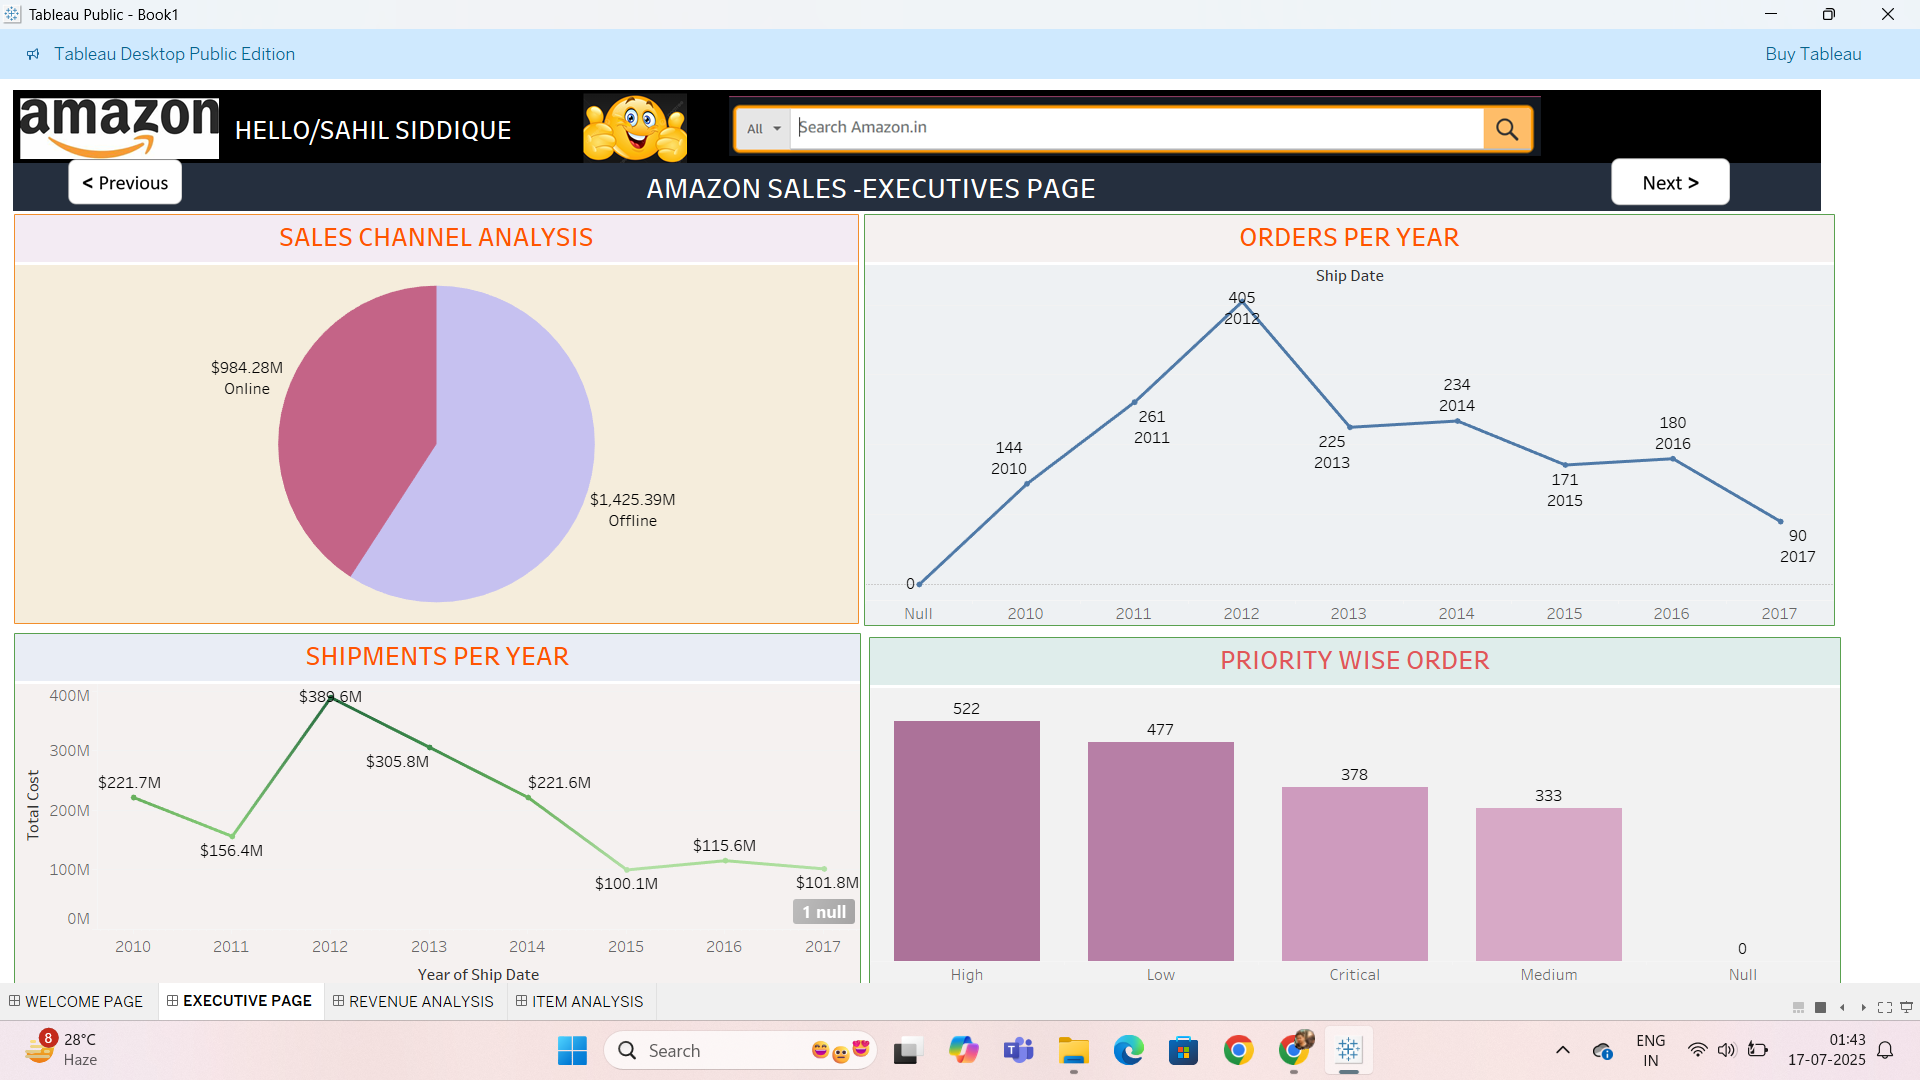 Tableau Public - Book1
Tableau Desktop Public Edition
Buy Tableau
amazon
HELLO/SAHIL SIDDIQUE
All
Search Amazon.in
< Previous
AMAZON SALES -EXECUTIVES PAGE
Next >
SALES CHANNEL ANALYSIS
$984.28M
Online
$1,425.39M
Offline
ORDERS PER YEAR
Ship Date
405
2012
234
2014
261
2011
180
2016
225
2013
144
2010
171
2015
90
2017
0
Null 2010 2011 2012 2013 2014 2015 2016 2017
SHIPMENTS PER YEAR
400M
300M
200M
100M
0M
Total Cost
$389.6M
$305.8M
$221.7M
$221.6M
$156.4M
$115.6M
$100.1M
$101.8M
1 null
2010 2011 2012 2013 2014 2015 2016 2017
Year of Ship Date
PRIORITY WISE ORDER
522
477
378
333
0
High Low Critical Medium Null
WELCOME PAGE
EXECUTIVE PAGE
REVENUE ANALYSIS
ITEM ANALYSIS
8
28°C
Haze
Search
ENG
IN
01:43
17-07-2025